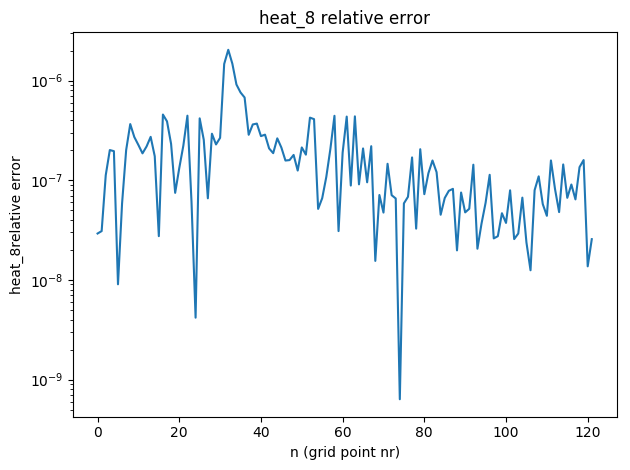 heat_8 relative error
heat_8relative error
10⁻⁶
10⁻⁷
10⁻⁸
10⁻⁹
0 20 40 60 80 100 120
n (grid point nr)